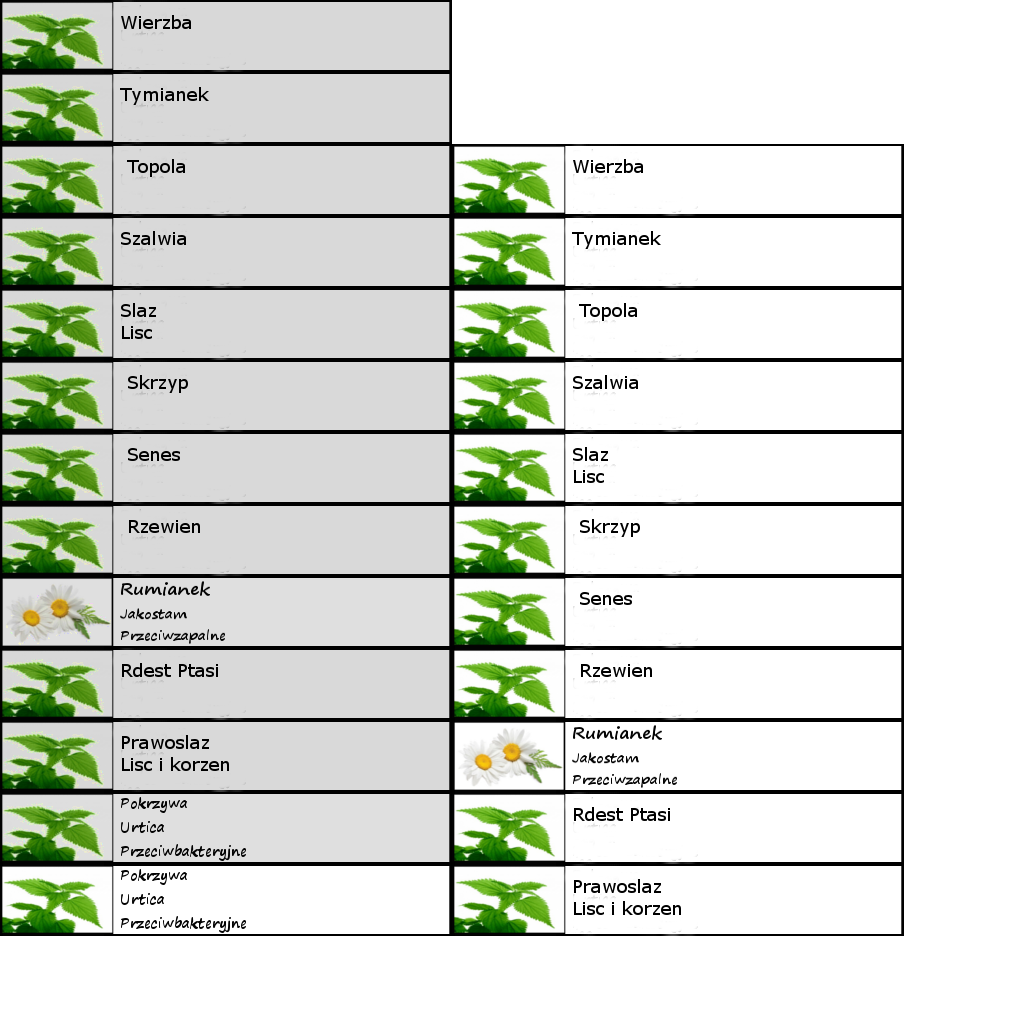 Wierzba
Tymianek
Topola
Szalwia
Slaz
Lisc
Skrzyp
Senes
Rzewien
Rumianek
Jakostam
Przeciwzapalne
Rdest Ptasi
Prawoslaz
Lisc i korzen
Pokrzywa
Urtica
Przeciwbakteryjne
Pokrzywa
Urtica
Przeciwbakteryjne
Wierzba
Tymianek
Topola
Szalwia
Slaz
Lisc
Skrzyp
Senes
Rzewien
Rumianek
Jakostam
Przeciwzapalne
Rdest Ptasi
Prawoslaz
Lisc i korzen